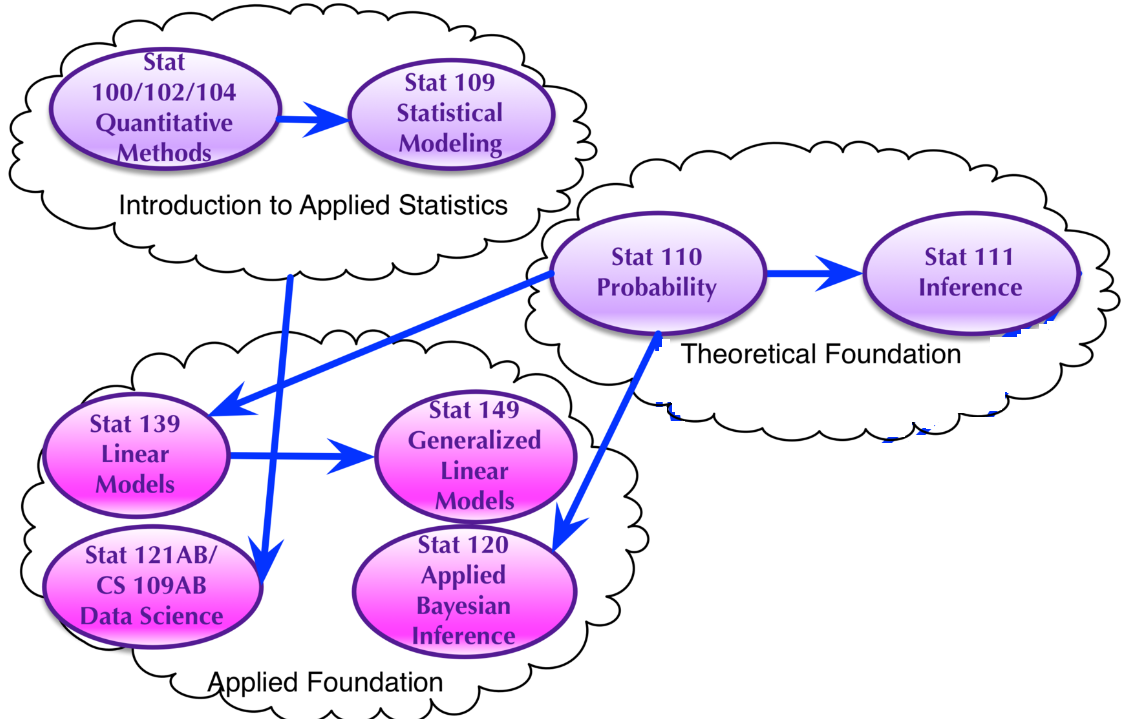 Stat
100/102/104
Quantitative
Methods
Stat 109
Statistical
Modeling
Introduction to Applied Statistics
Stat 110
Probability
Stat 111
Inference
Theoretical Foundation
Stat 139
Linear
Models
Stat 149
Generalized
Linear
Models
Stat 121AB/
CS 109AB
Data Science
Stat 120
Applied
Bayesian
Inference
Applied Foundation